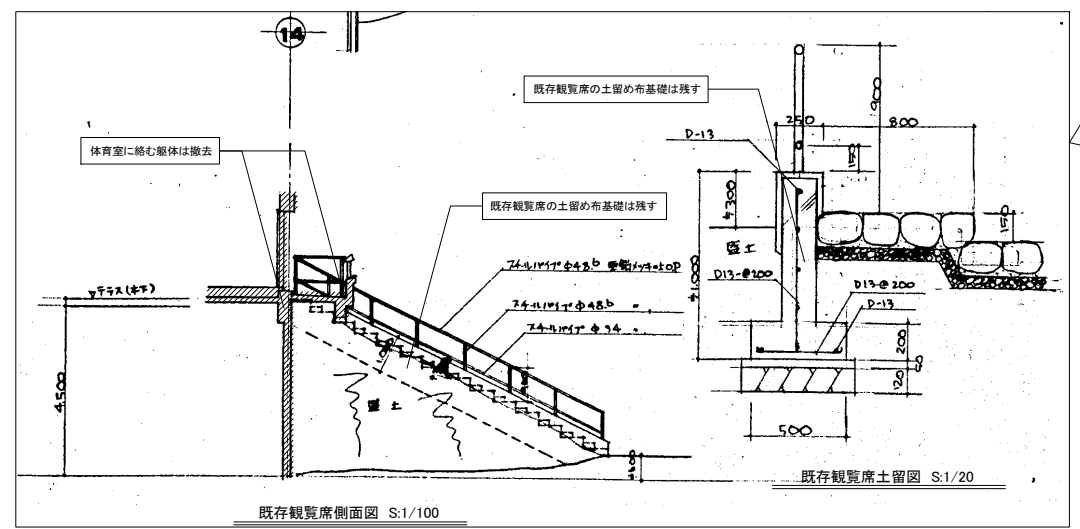 14
体育室に絡む躯体は撤去
既存観覧席の土留め布基礎は残す
スチールパイプ φ48.6 亜鉛メッキのうOP
スチールパイプ φ48.6 〃
スチールパイプ φ34 〃
▽テラス(水下)
4,500
盛土
既存観覧席側面図 S:1/100
既存観覧席の土留め布基礎は残す
900
250
800
D-13
150
≒300
150
盛土
≒1,000
D13-@200
D13-@200
D-13
200
50
120
500
既存観覧席土留図 S:1/20